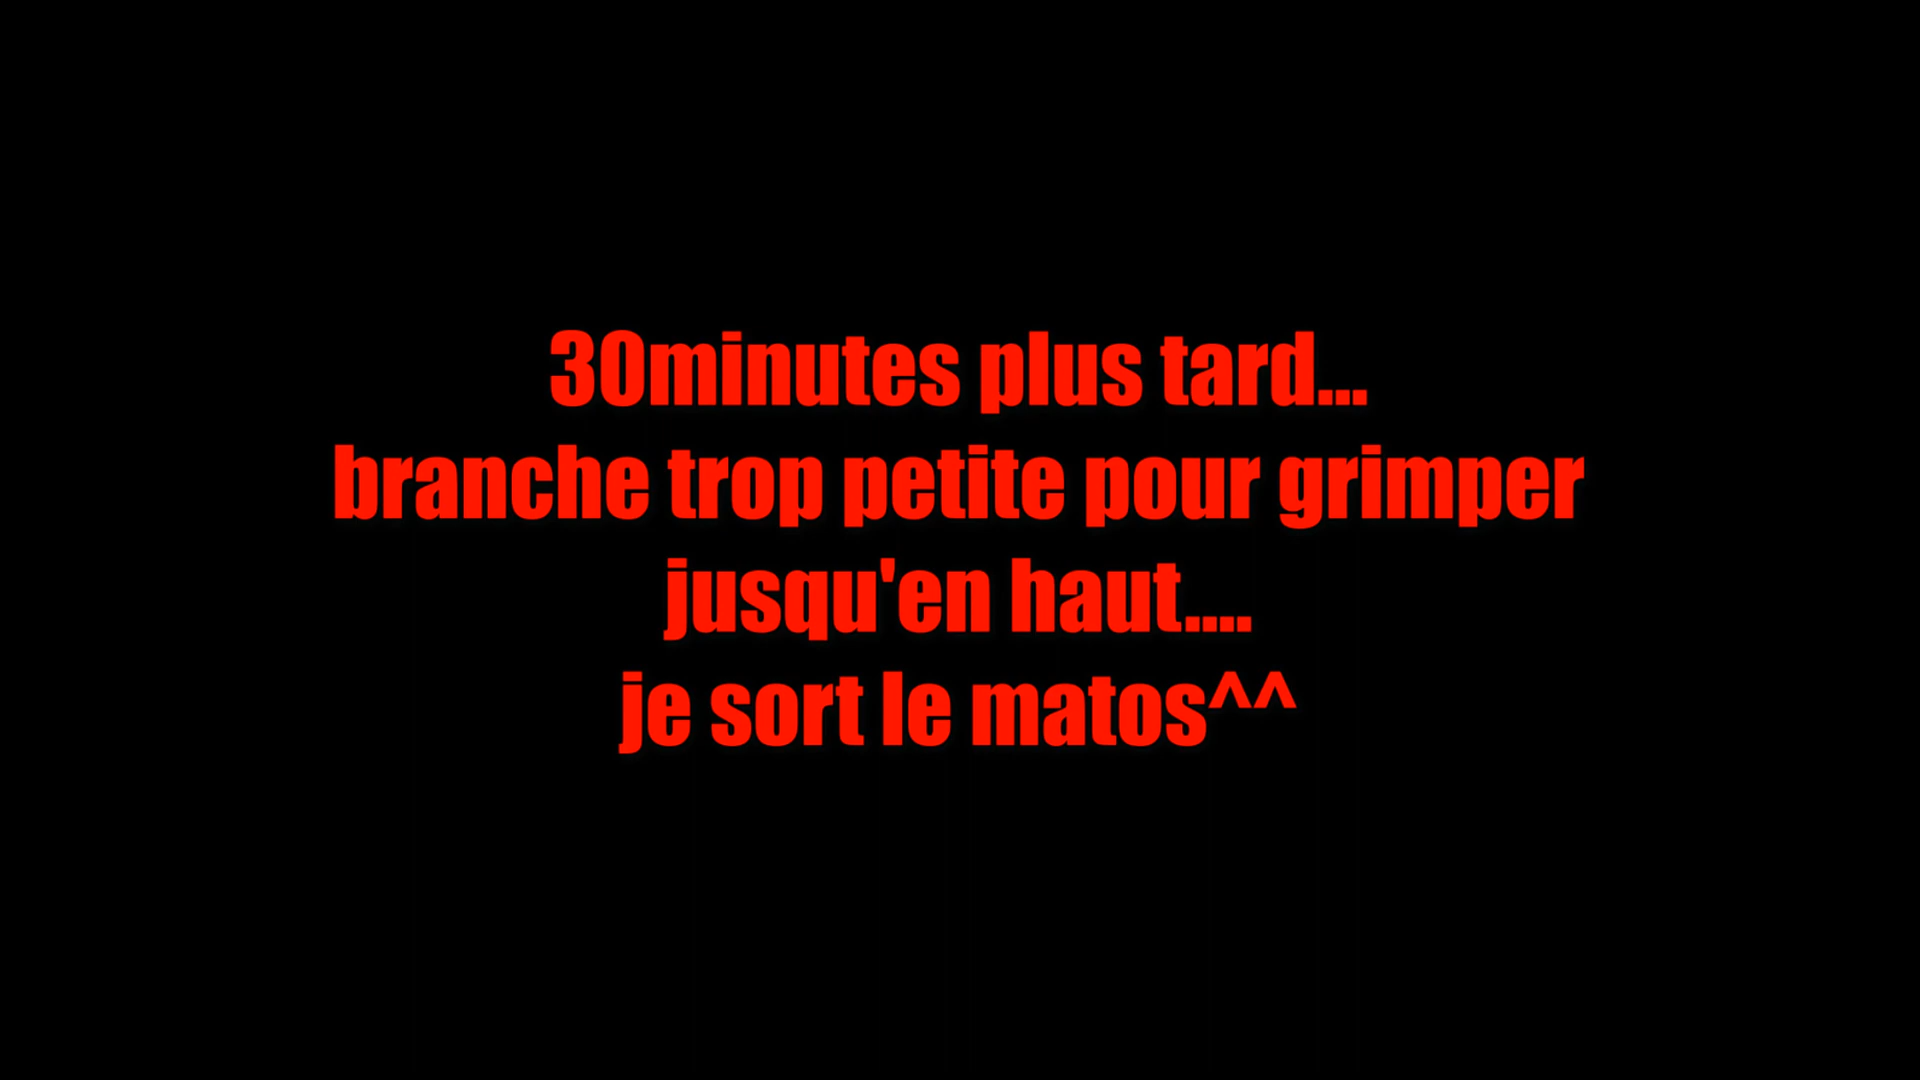 30minutes plus tard...
branche trop petite pour grimper
jusqu'en haut....
je sort le matos^^